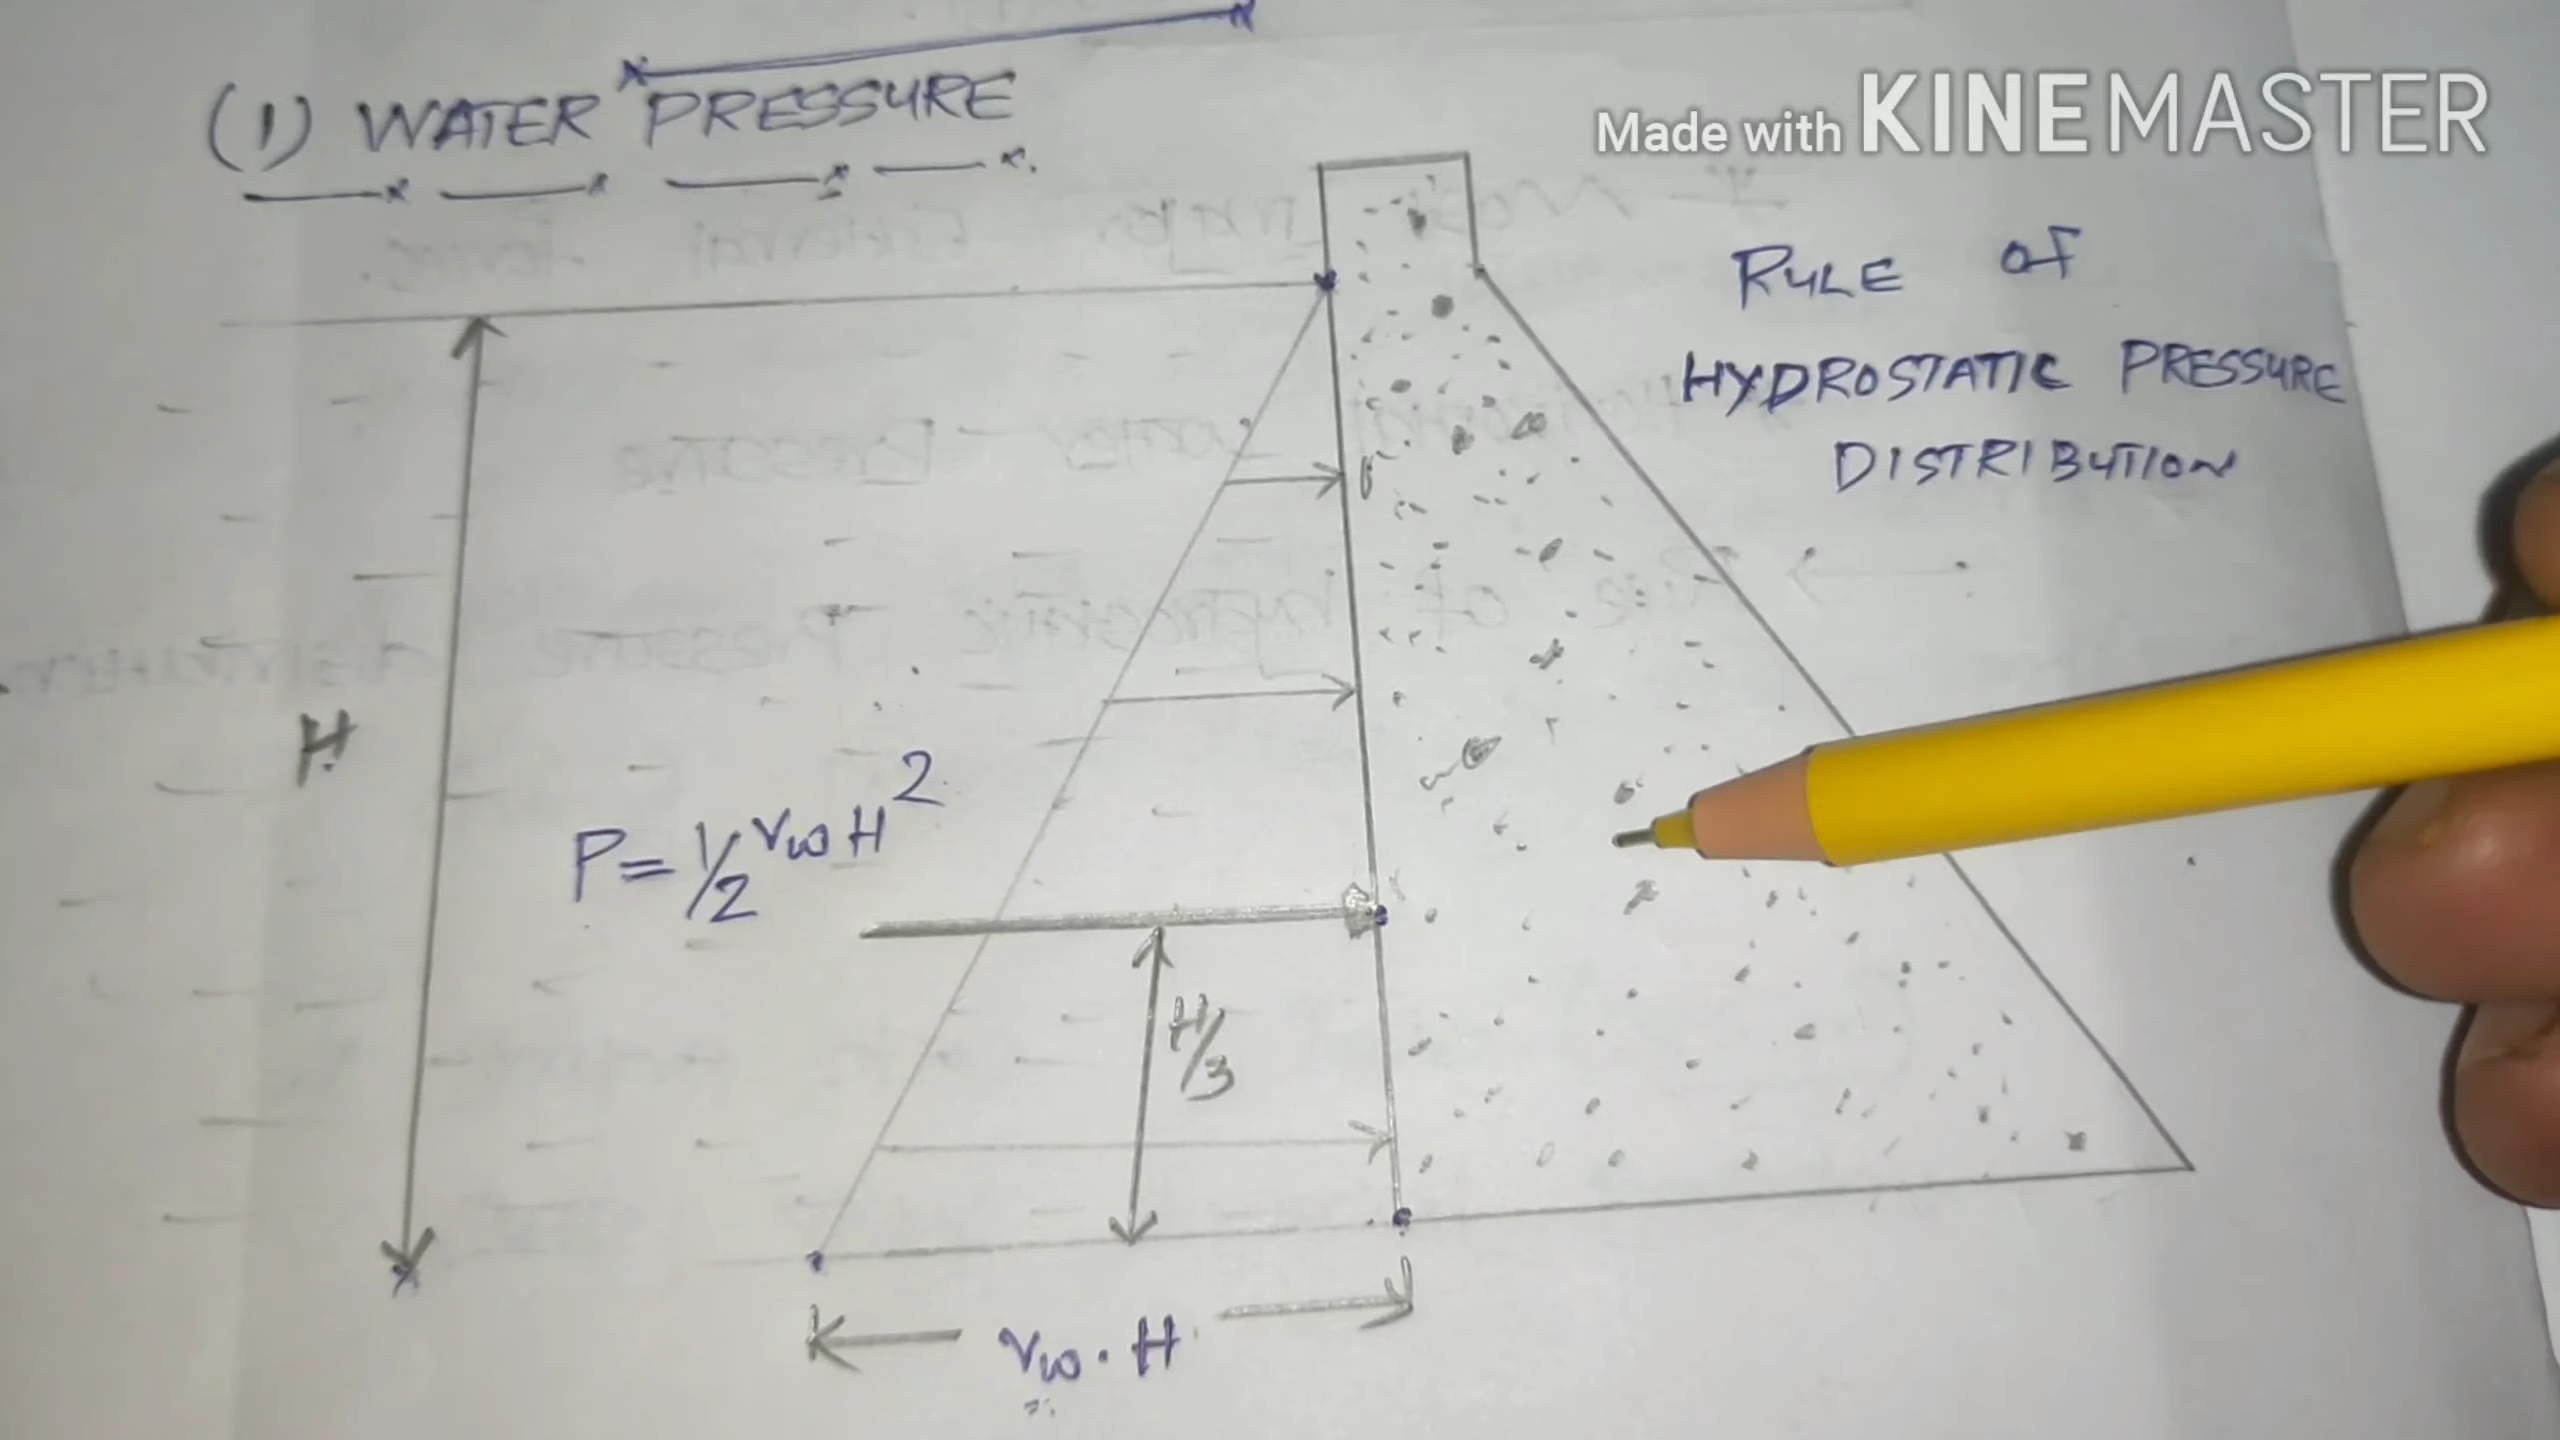 (1) WATER PRESSURE
Made with KINEMASTER
RULE OF
HYDROSTATIC PRESSURE
DISTRIBUTION
H
P = 1/2 γw H²
H/3
γw . H